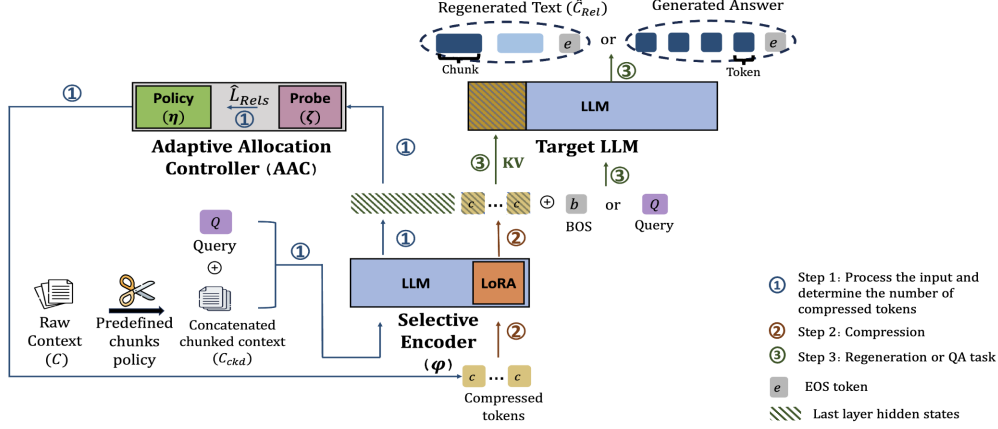 Regenerated Text (Ĉ_Rel)
Generated Answer
e
or
e
Chunk
Token
③
①
Policy
(η)
L̂_Rels
①
Probe
(ζ)
LLM
Adaptive Allocation
Controller (AAC)
Target LLM
①
③
KV
③
c ... c
⊕
b
or
Q
BOS
Query
Q
Query
⊕
①
①
②
LLM
LoRA
Raw
Context
(C)
Predefined
chunks
policy
Concatenated
chunked context
(C_ckd)
Selective
Encoder
(φ)
②
c ... c
Compressed
tokens
① Step 1: Process the input and
determine the number of
compressed tokens
② Step 2: Compression
③ Step 3: Regeneration or QA task
e EOS token
Last layer hidden states